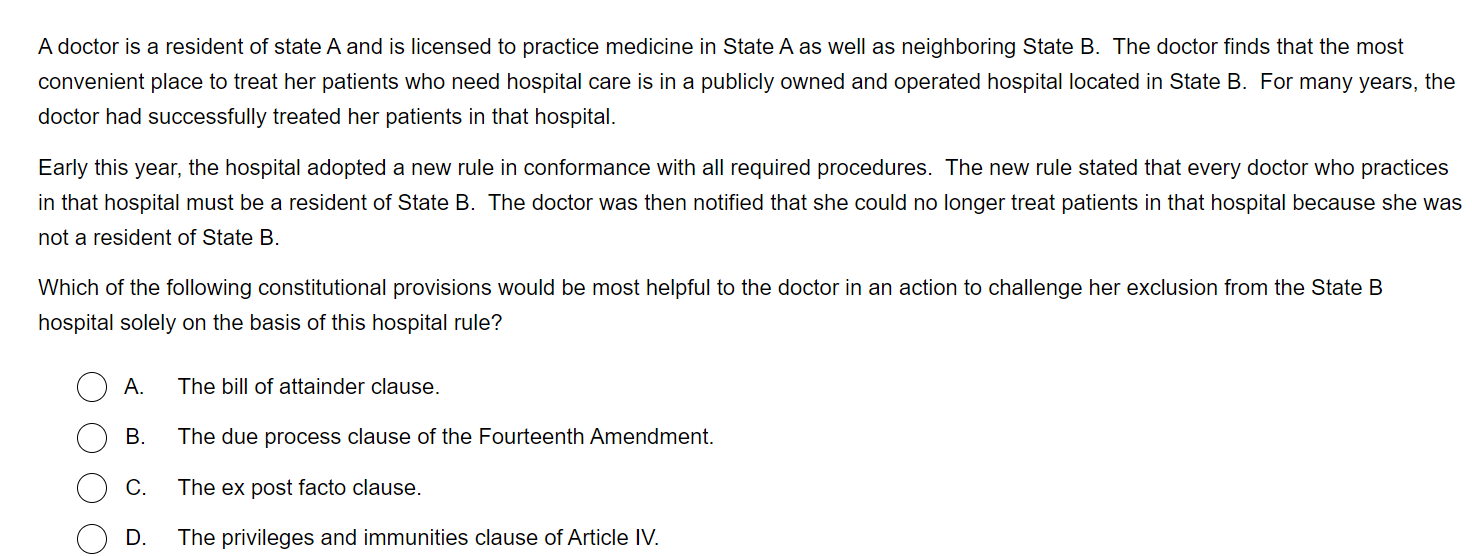 A doctor is a resident of state A and is licensed to practice medicine in State A as well as neighboring State B. The doctor finds that the most
convenient place to treat her patients who need hospital care is in a publicly owned and operated hospital located in State B. For many years, the
doctor had successfully treated her patients in that hospital.
Early this year, the hospital adopted a new rule in conformance with all required procedures. The new rule stated that every doctor who practices
in that hospital must be a resident of State B. The doctor was then notified that she could no longer treat patients in that hospital because she was
not a resident of State B.
Which of the following constitutional provisions would be most helpful to the doctor in an action to challenge her exclusion from the State B
hospital solely on the basis of this hospital rule?
A. The bill of attainder clause.
B. The due process clause of the Fourteenth Amendment.
C. The ex post facto clause.
D. The privileges and immunities clause of Article IV.